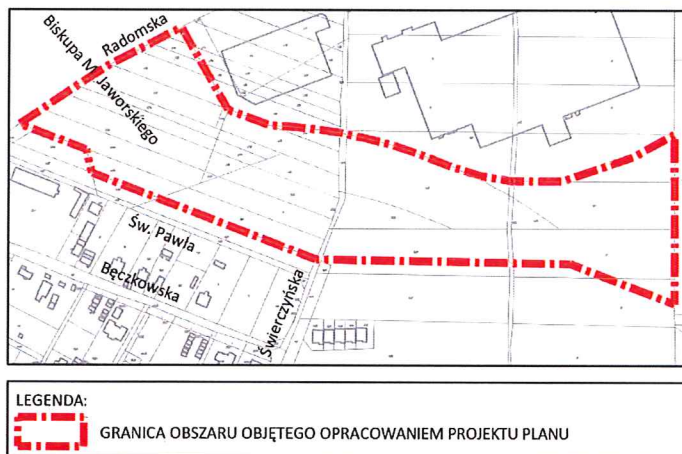 Radomska
Biskupa M. Jaworskiego
Św. Pawła
Bęczkowska
Świerczyńska
LEGENDA:
GRANICA OBSZARU OBJĘTEGO OPRACOWANIEM PROJEKTU PLANU